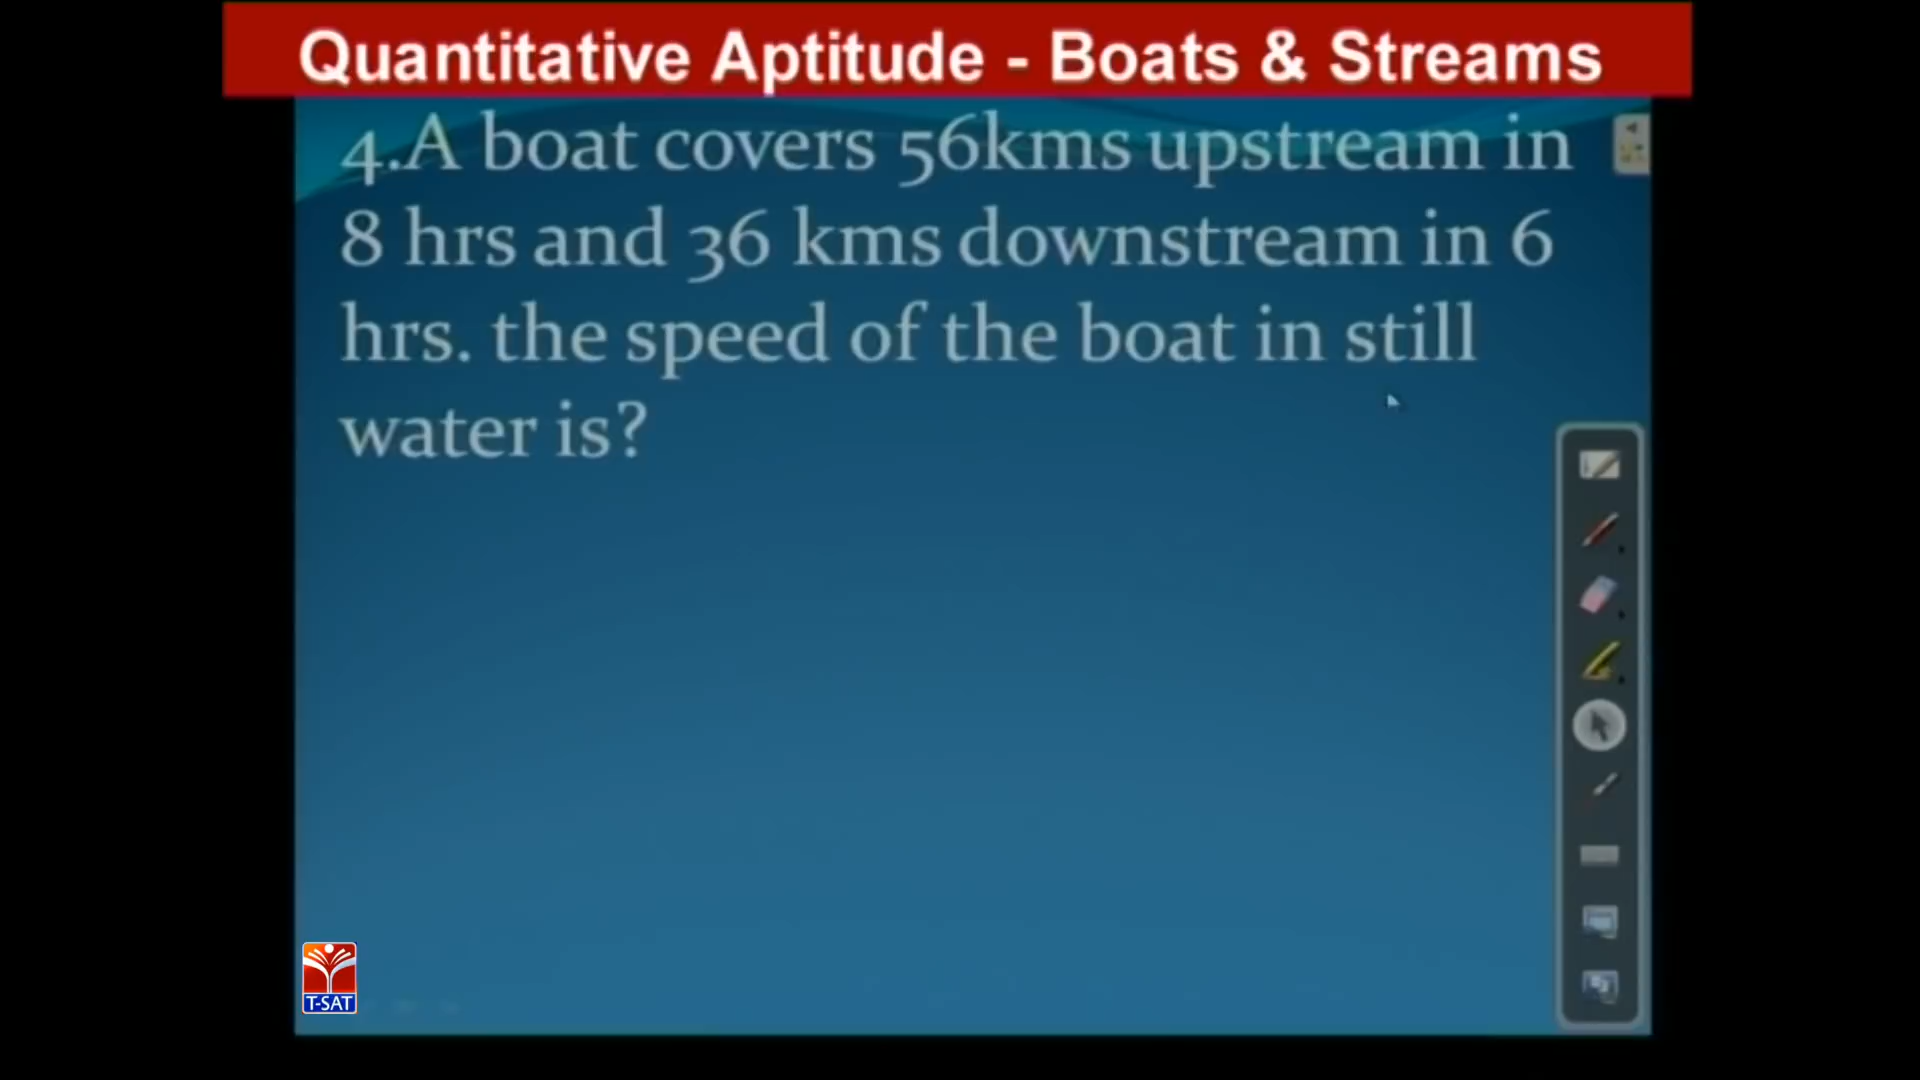 Quantitative Aptitude - Boats & Streams
4.A boat covers 56kms upstream in
8 hrs and 36 kms downstream in 6
hrs. the speed of the boat in still
water is?
T-SAT